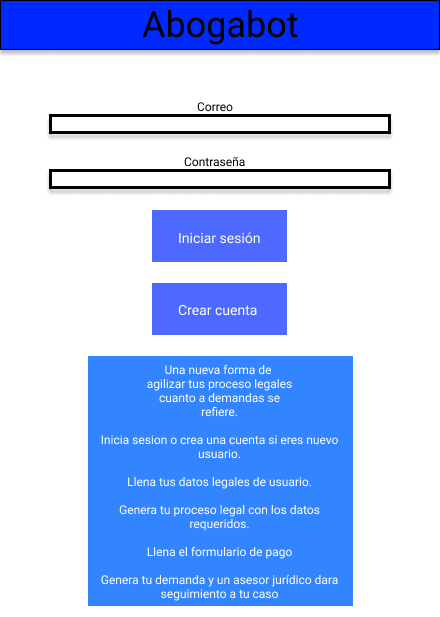 Abogabot
Correo
Contraseña
Iniciar sesión
Crear cuenta
Una nueva forma de
agilizar tus proceso legales
cuanto a demandas se
refiere.
Inicia sesion o crea una cuenta si eres nuevo
usuario.
Llena tus datos legales de usuario.
Genera tu proceso legal con los datos
requeridos.
Llena el formulario de pago
Genera tu demanda y un asesor jurídico dara
seguimiento a tu caso